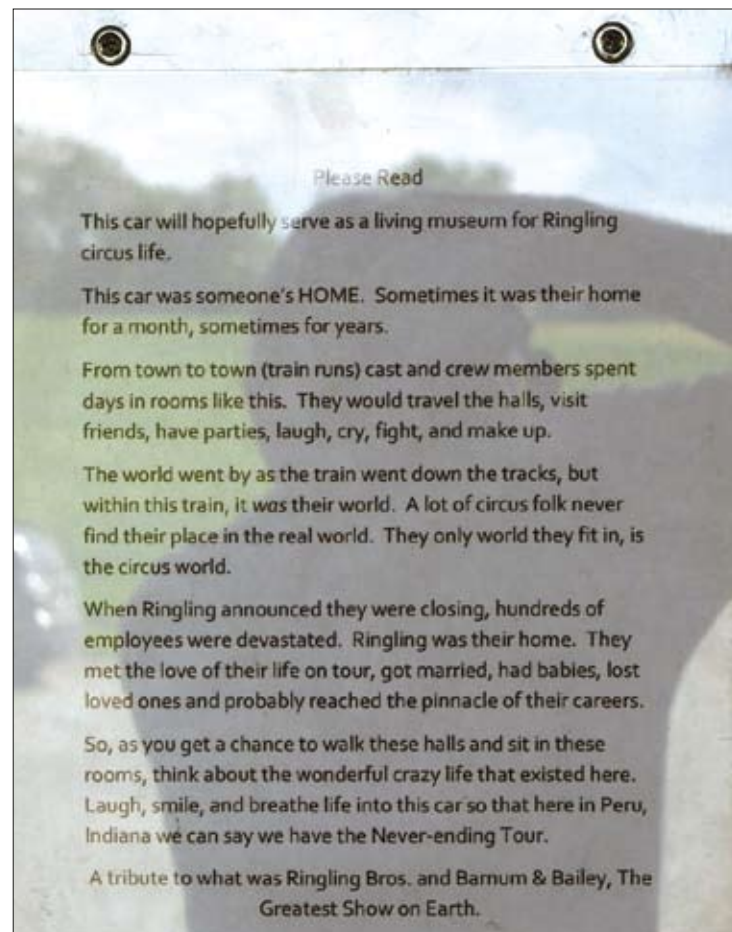 Please Read
This car will hopefully serve as a living museum for Ringling
circus life.
This car was someone's HOME. Sometimes it was their home
for a month, sometimes for years.
From town to town (train runs) cast and crew members spent
days in rooms like this. They would travel the halls, visit
friends, have parties, laugh, cry, fight, and make up.
The world went by as the train went down the tracks, but
within this train, it was their world. A lot of circus folk never
find their place in the real world. They only world they fit in, is
the circus world.
When Ringling announced they were closing, hundreds of
employees were devastated. Ringling was their home. They
met the love of their life on tour, got married, had babies, lost
loved ones and probably reached the pinnacle of their careers.
So, as you get a chance to walk these halls and sit in these
rooms, think about the wonderful crazy life that existed here.
Laugh, smile, and breathe life into this car so that here in Peru,
Indiana we can say we have the Never-ending Tour.
A tribute to what was Ringling Bros. and Barnum & Bailey, The
Greatest Show on Earth.